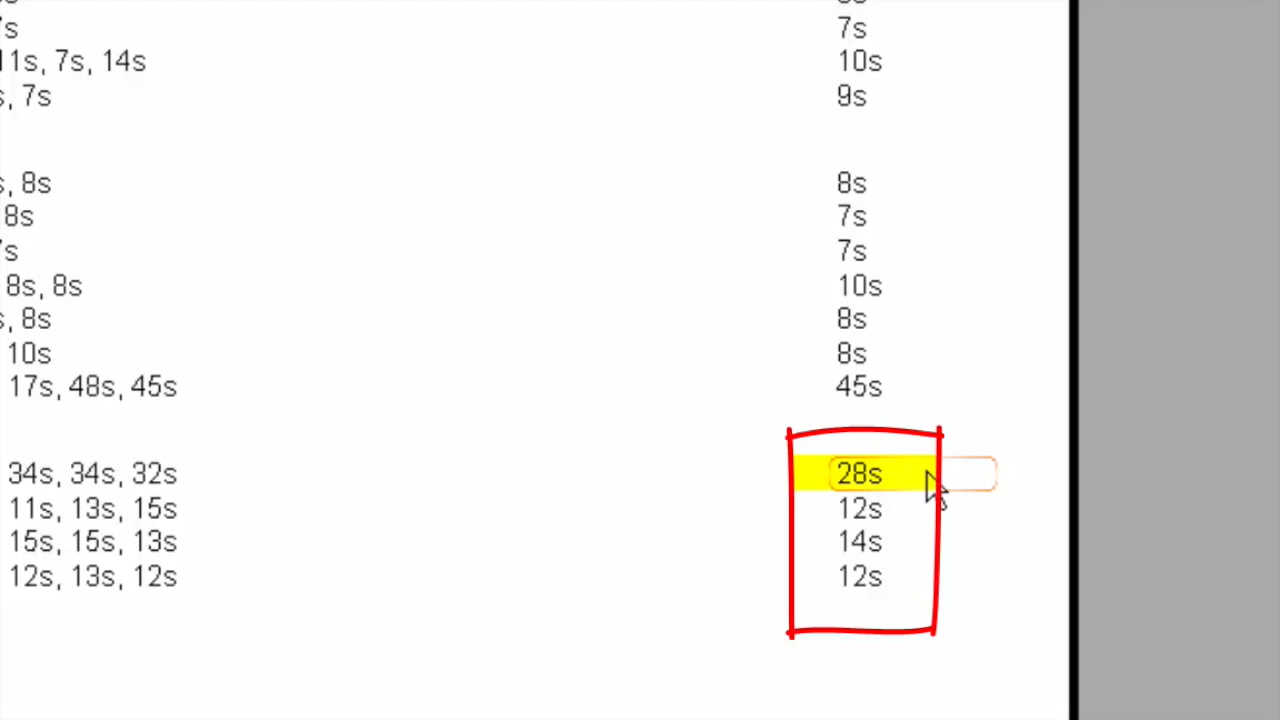 7s
11s, 7s, 14s 10s
, 7s 9s
, 8s 8s
8s 7s
7s
8s, 8s 10s
, 8s 8s
10s 8s
17s, 48s, 45s 45s
34s, 34s, 32s 28s
11s, 13s, 15s 12s
15s, 15s, 13s 14s
12s, 13s, 12s 12s